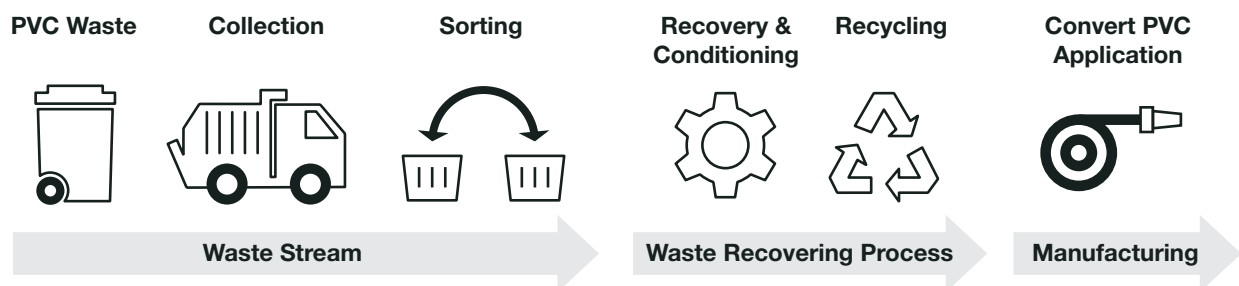 PVC Waste
Collection
Sorting
Recovery &
Conditioning
Recycling
Convert PVC
Application
Waste Stream
Waste Recovering Process
Manufacturing